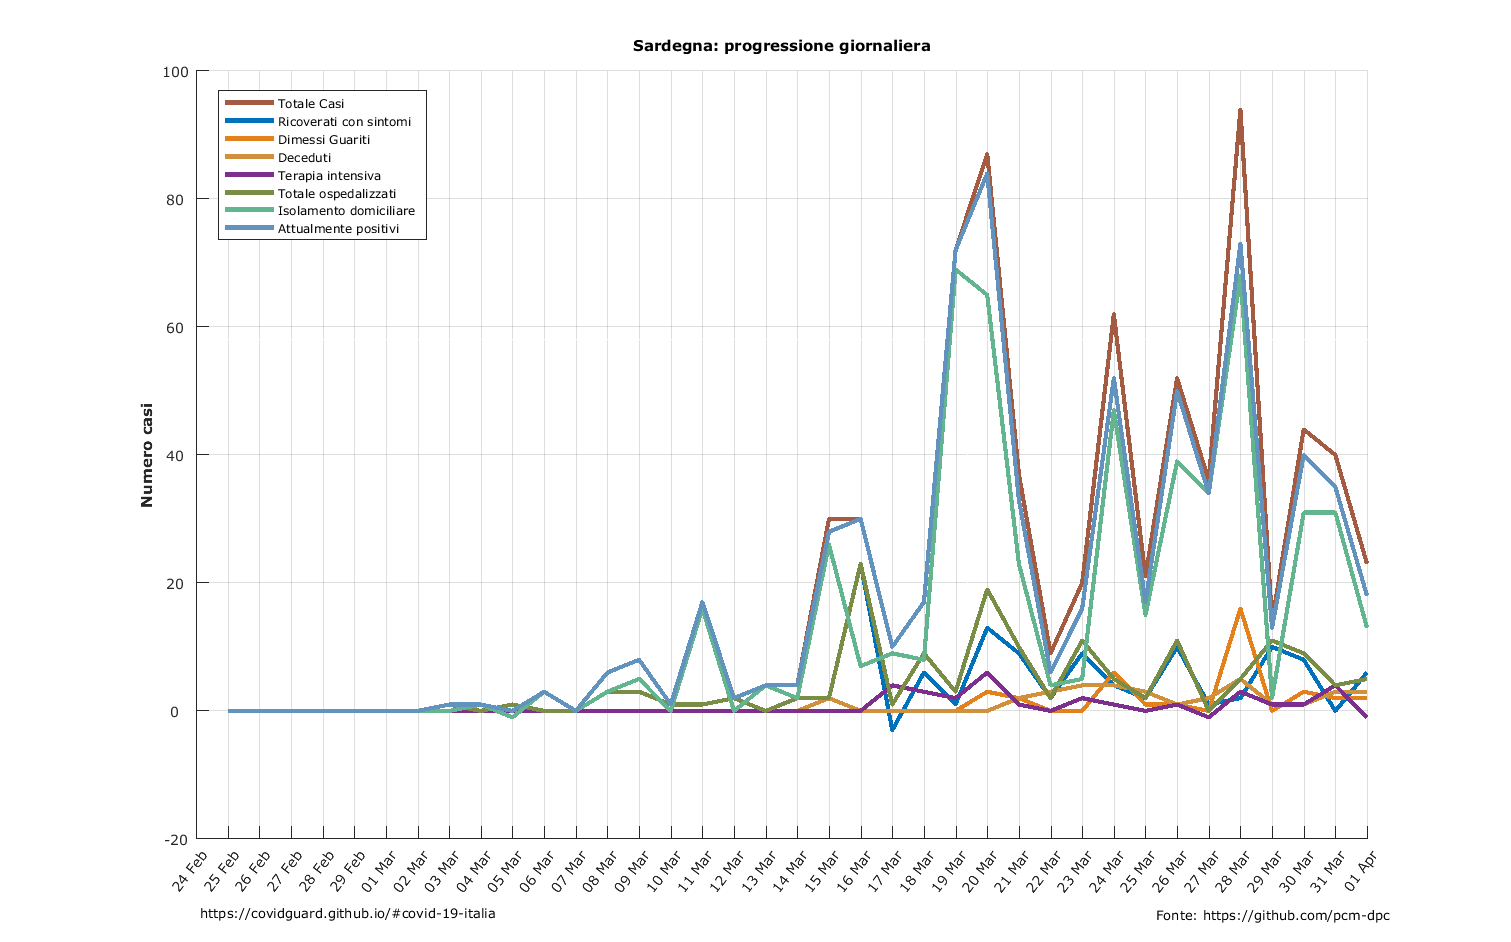 Sardegna: progressione giornaliera
100
80
60
40
20
0
-20
Numero casi
Totale Casi
Ricoverati con sintomi
Dimessi Guariti
Deceduti
Terapia intensiva
Totale ospedalizzati
Isolamento domiciliare
Attualmente positivi
24 Feb
25 Feb
26 Feb
27 Feb
28 Feb
29 Feb
01 Mar
02 Mar
03 Mar
04 Mar
05 Mar
06 Mar
07 Mar
08 Mar
09 Mar
10 Mar
11 Mar
12 Mar
13 Mar
14 Mar
15 Mar
16 Mar
17 Mar
18 Mar
19 Mar
20 Mar
21 Mar
22 Mar
23 Mar
24 Mar
25 Mar
26 Mar
27 Mar
28 Mar
29 Mar
30 Mar
31 Mar
01 Apr
https://covidguard.github.io/#covid-19-italia
Fonte: https://github.com/pcm-dpc